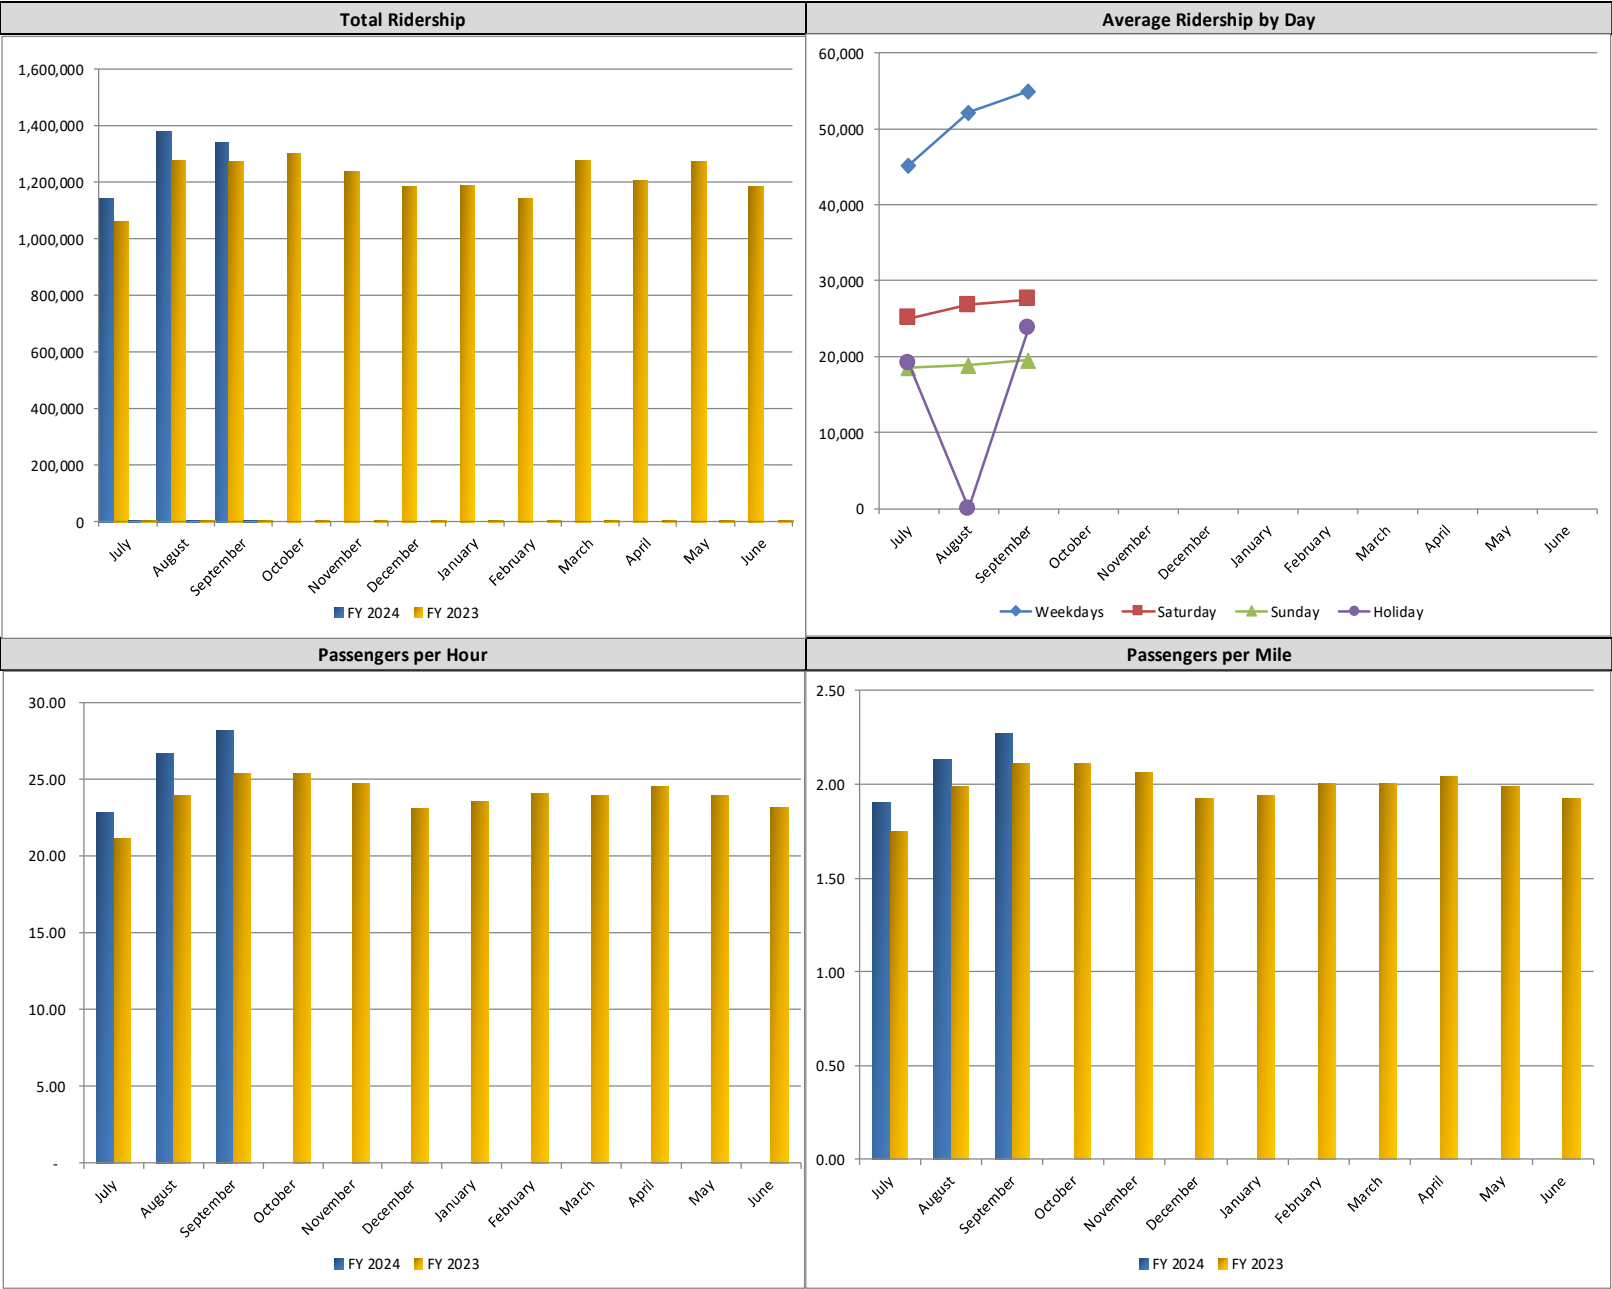 Total Ridership
1,600,000
1,400,000
1,200,000
1,000,000
800,000
600,000
400,000
200,000
0
July August September October November December January February March April May June
FY 2024 FY 2023
Average Ridership by Day
60,000
50,000
40,000
30,000
20,000
10,000
0
July August September October November December January February March April May June
Weekdays Saturday Sunday Holiday
Passengers per Hour
30.00
25.00
20.00
15.00
10.00
5.00
-
July August September October November December January February March April May June
FY 2024 FY 2023
Passengers per Mile
2.50
2.00
1.50
1.00
0.50
0.00
July August September October November December January February March April May June
FY 2024 FY 2023